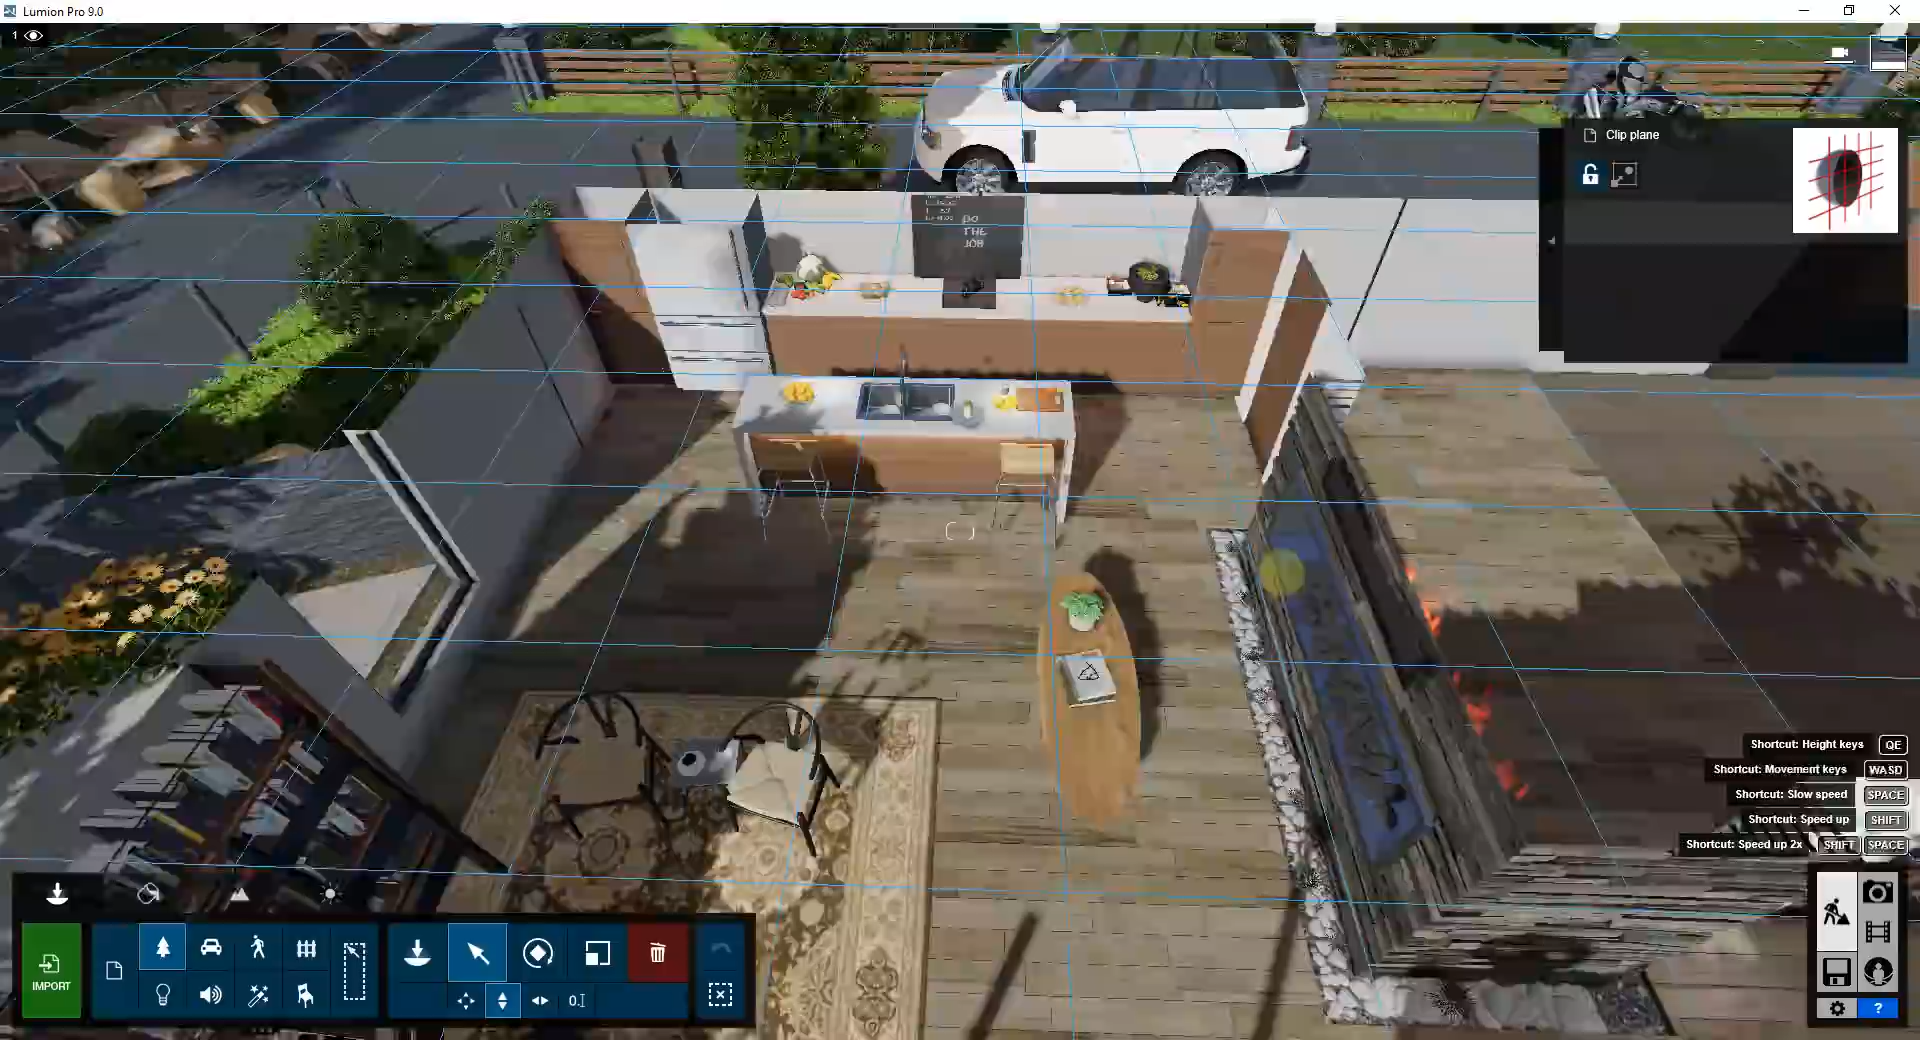 Lumion Pro 9.0
1
Clip plane
DO
THE
JOB
Shortcut: Height keys QE
Shortcut: Movement keys WASD
Shortcut: Slow speed SPACE
Shortcut: Speed up SHIFT
Shortcut: Speed up 2x SHIFT SPACE
IMPORT
?